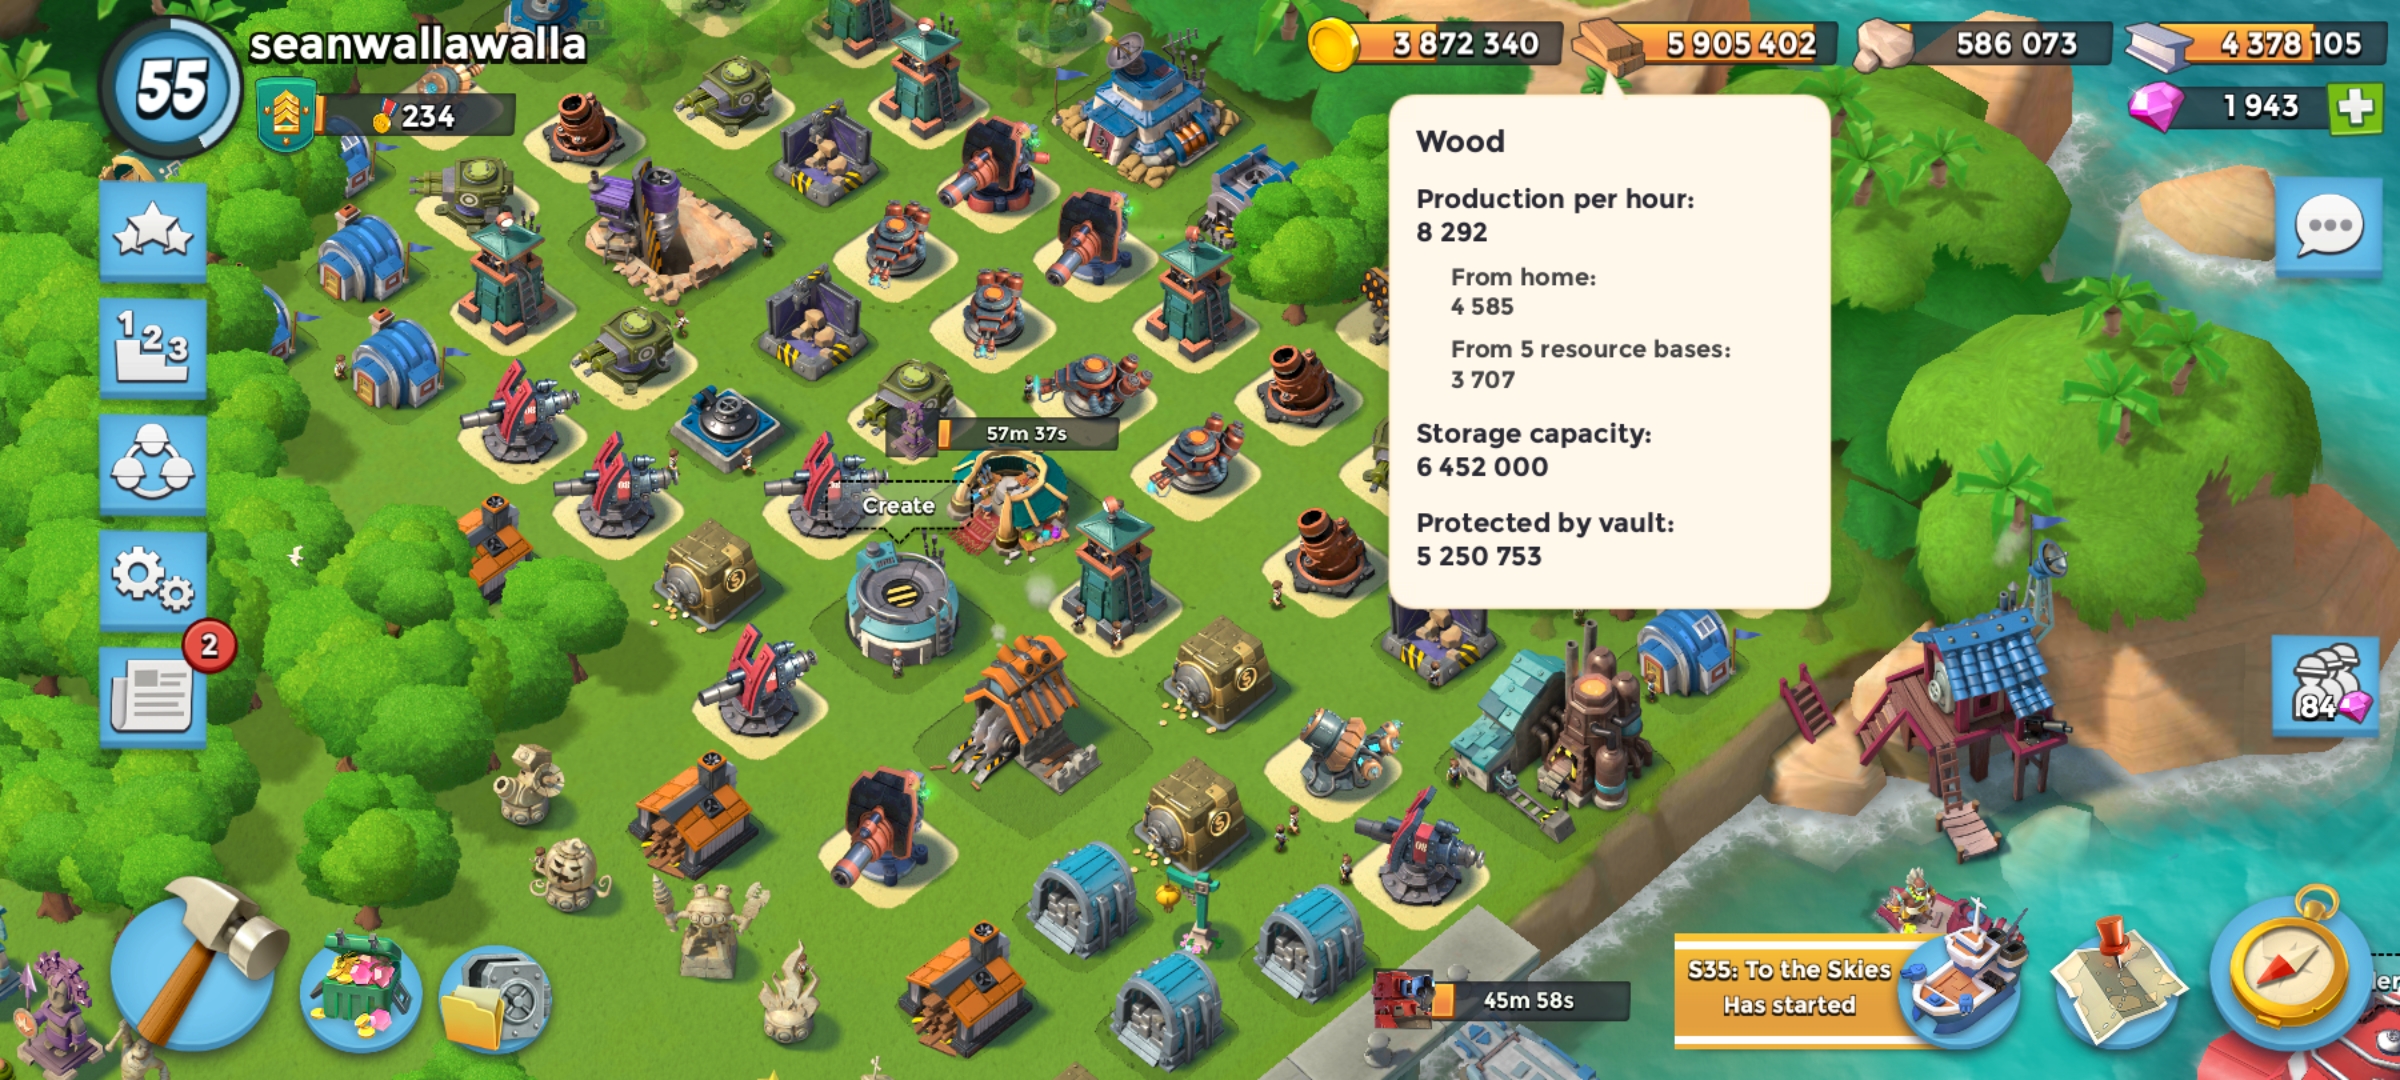 55
seanwallawalla
234
3 872 340
5 905 402
586 073
4 378 105
1 943
Wood
Production per hour:
8 292
From home:
4 585
From 5 resource bases:
3 707
Storage capacity:
6 452 000
Protected by vault:
5 250 753
123
57m 37s
Create
2
84
45m 58s
S35: To the Skies
Has started